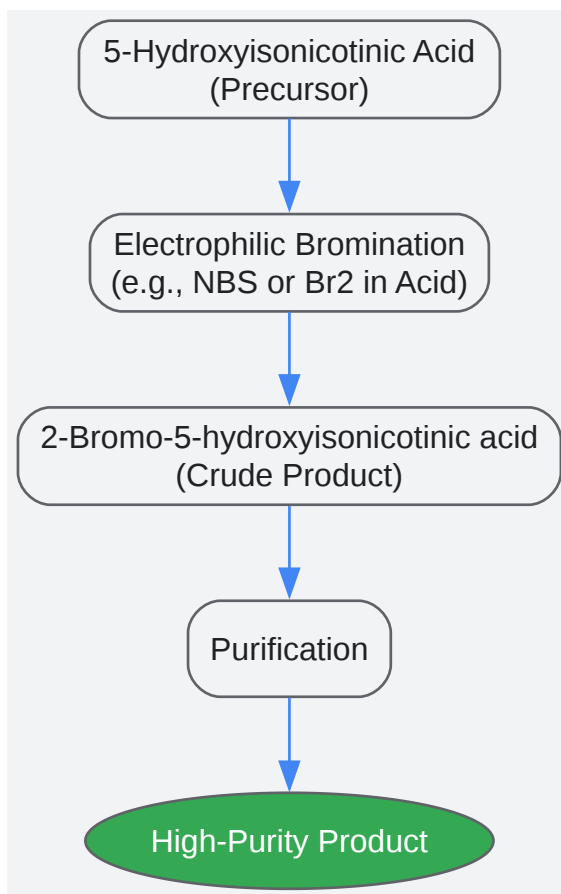 5-Hydroxyisonicotinic Acid
(Precursor)
Electrophilic Bromination
(e.g., NBS or Br2 in Acid)
2-Bromo-5-hydroxyisonicotinic acid
(Crude Product)
Purification
High-Purity Product